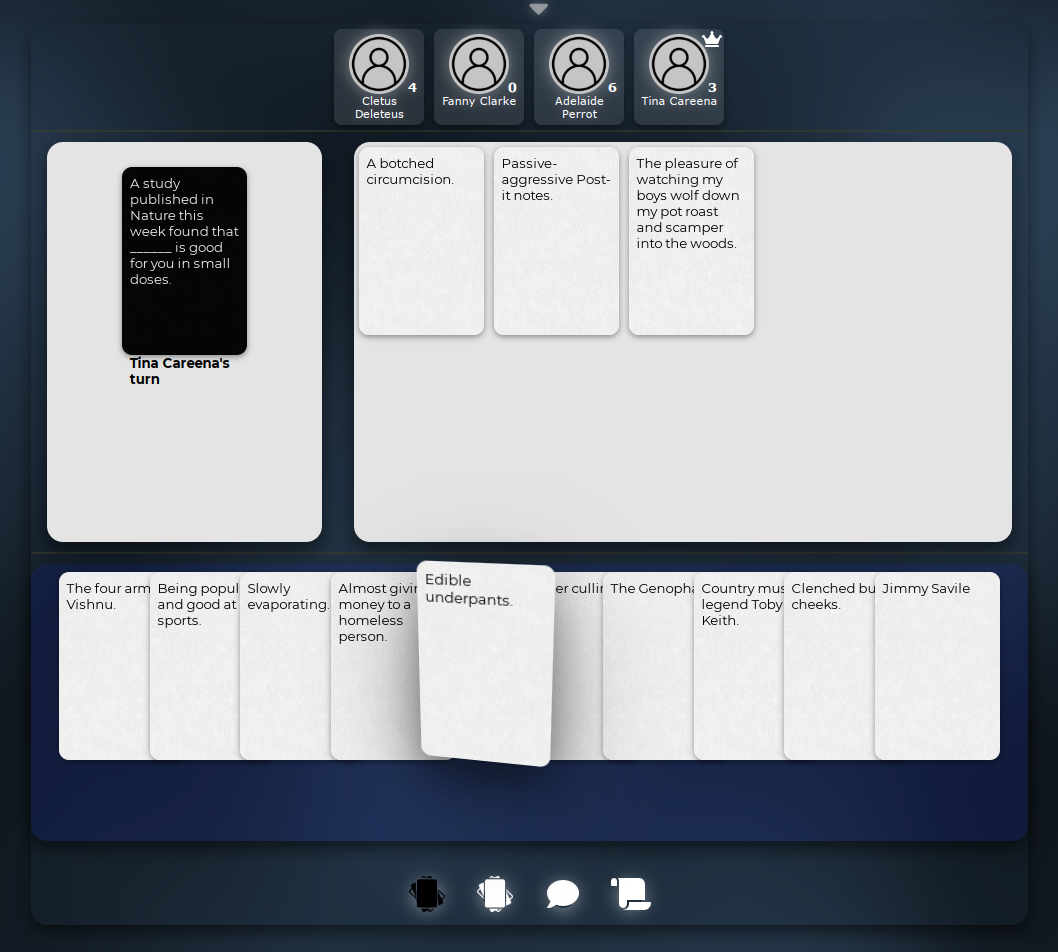 4
Cletus
Deleteus
0
Fanny Clarke
6
Adelaide
Perrot
3
Tina Careena
A study
published in
Nature this
week found that
______ is good
for you in small
doses.
Tina Careena's
turn
A botched
circumcision.
Passive-
aggressive Post-
it notes.
The pleasure of
watching my
boys wolf down
my pot roast
and scamper
into the woods.
The four arm
Vishnu.
Being popul
and good at
sports.
Slowly
evaporating.
Almost givin
money to a
homeless
person.
Edible
underpants.
er cullin
The Genopha
Country mus
legend Toby
Keith.
Clenched bu
cheeks.
Jimmy Savile